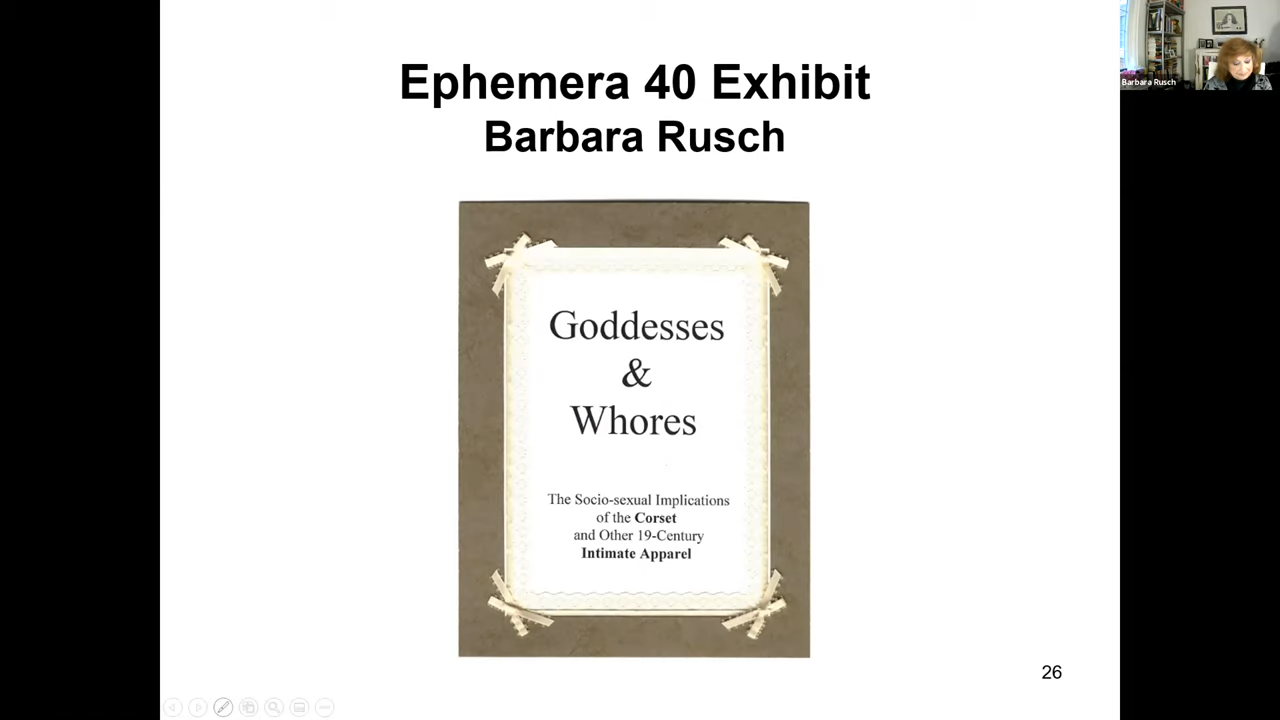 Ephemera 40 Exhibit
Barbara Rusch
Barbara Rusch
Goddesses
&
Whores
The Socio-sexual Implications
of the Corset
and Other 19-Century
Intimate Apparel
26